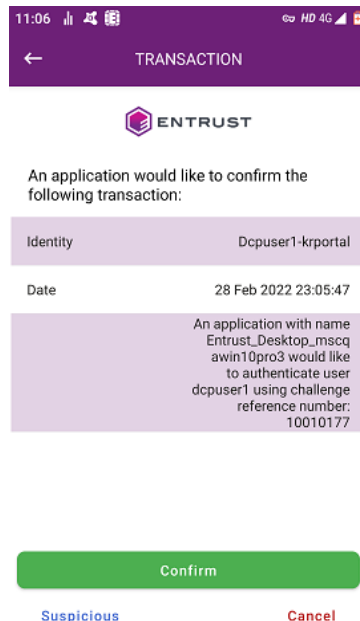 11:06 HD 4G
TRANSACTION
ENTRUST
An application would like to confirm the
following transaction:
Identity Dcpuser1-krportal
Date 28 Feb 2022 23:05:47
An application with name
Entrust_Desktop_mscq
awin10pro3 would like
to authenticate user
dcpuser1 using challenge
reference number:
10010177
Confirm
Suspicious Cancel